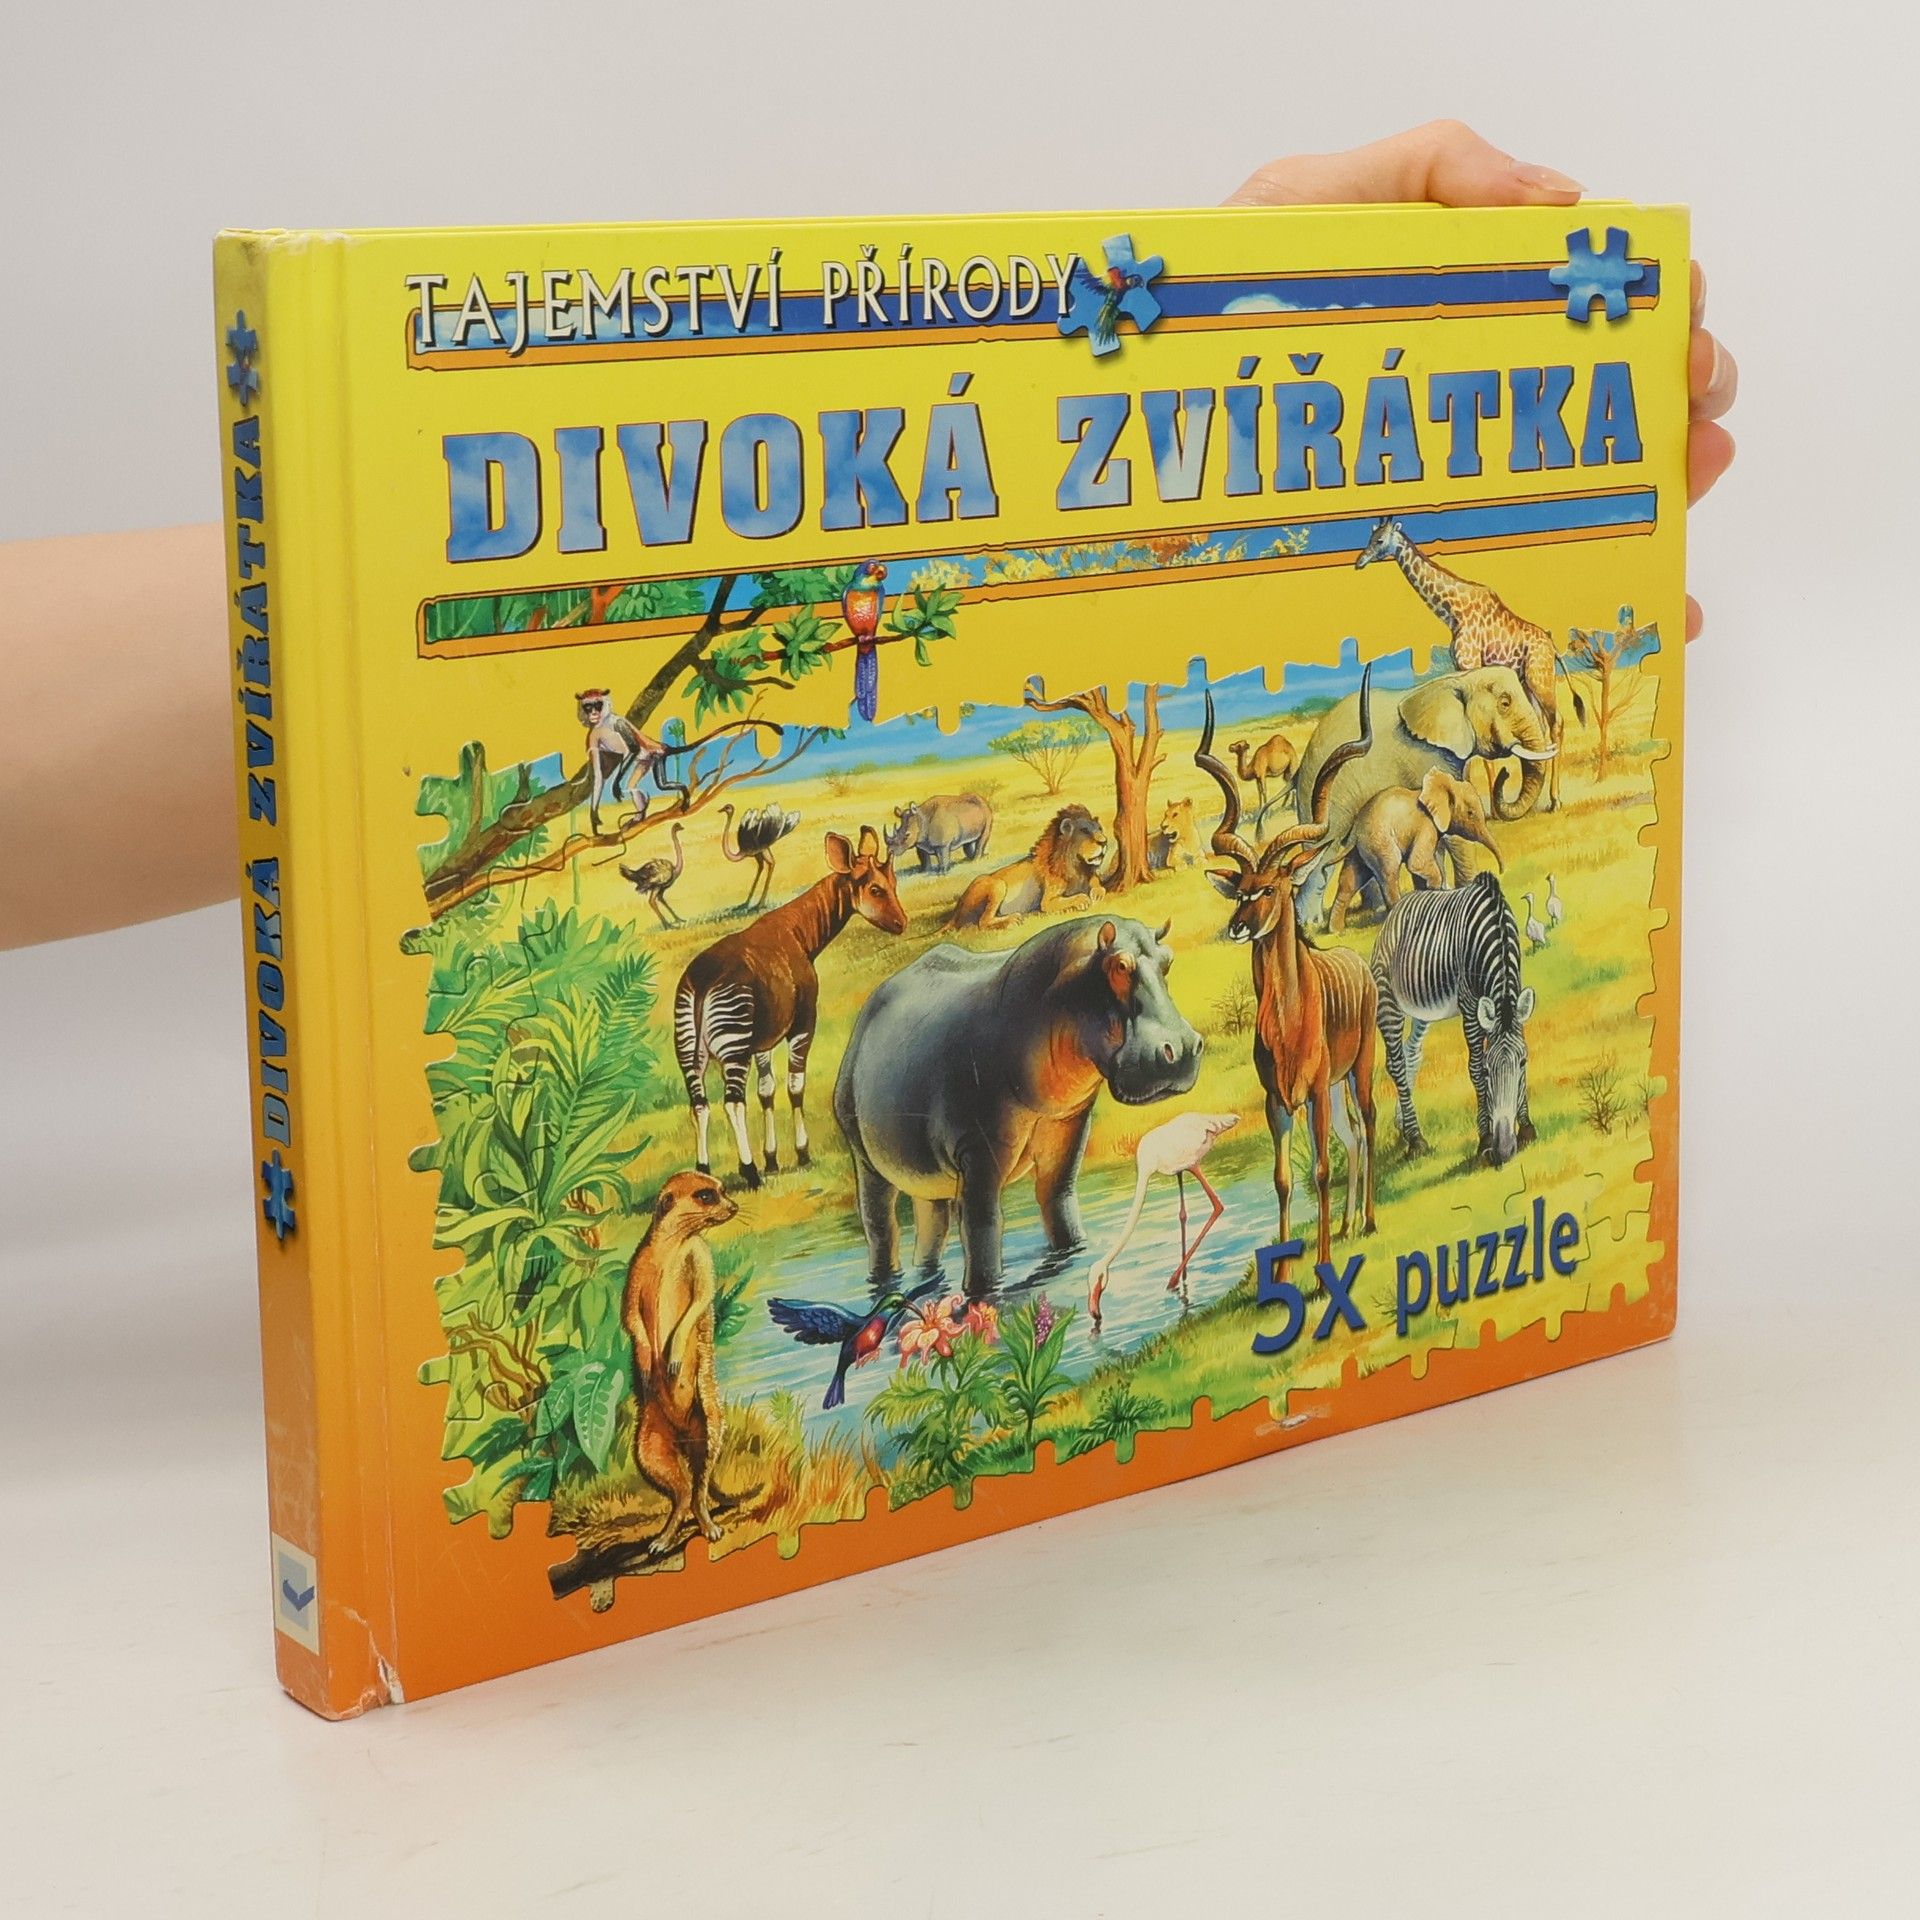 TAJEMSTVÍ PŘÍRODY
DIVOKÁ ZVÍŘÁTKA
5x puzzle
DIVOKÁ ZVÍŘÁTKA